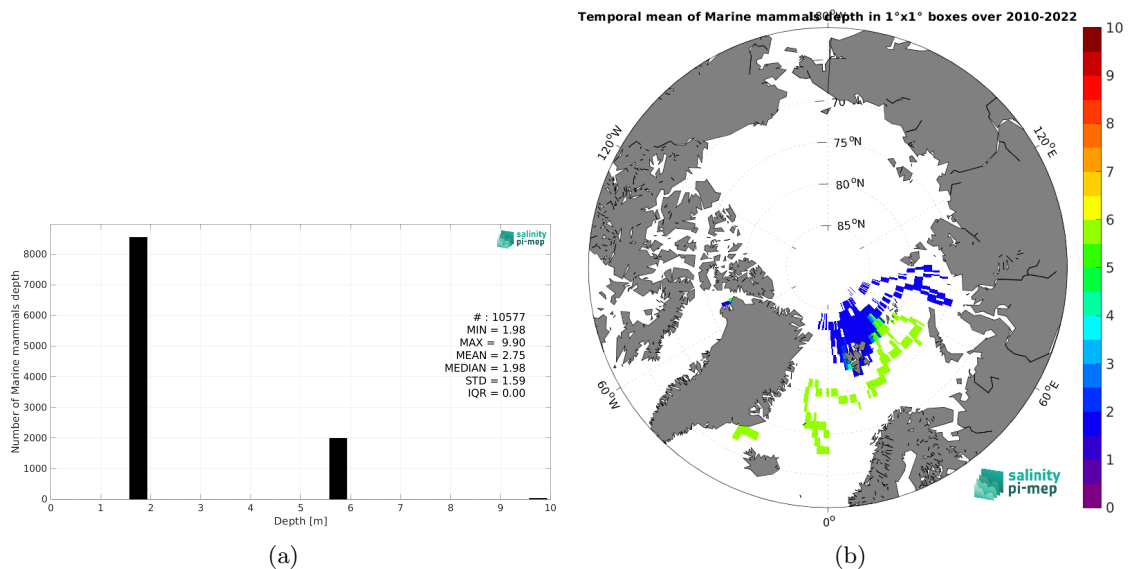 Number of Marine mammals depth
8000
7000
6000
5000
4000
3000
2000
1000
0
0 1 2 3 4 5 6 7 8 9 10
Depth [m]
salinity
pi-mep
# : 10577
MIN = 1.98
MAX = 9.90
MEAN = 2.75
MEDIAN = 1.98
STD = 1.59
IQR = 0.00
(a)
Temporal mean of Marine mammals depth in 1°x1° boxes over 2010-2022
180°W
120°W
120°E
60°W
60°E
0°
70°N
75°N
80°N
85°N
salinity
pi-mep
10
9
8
7
6
5
4
3
2
1
0
(b)